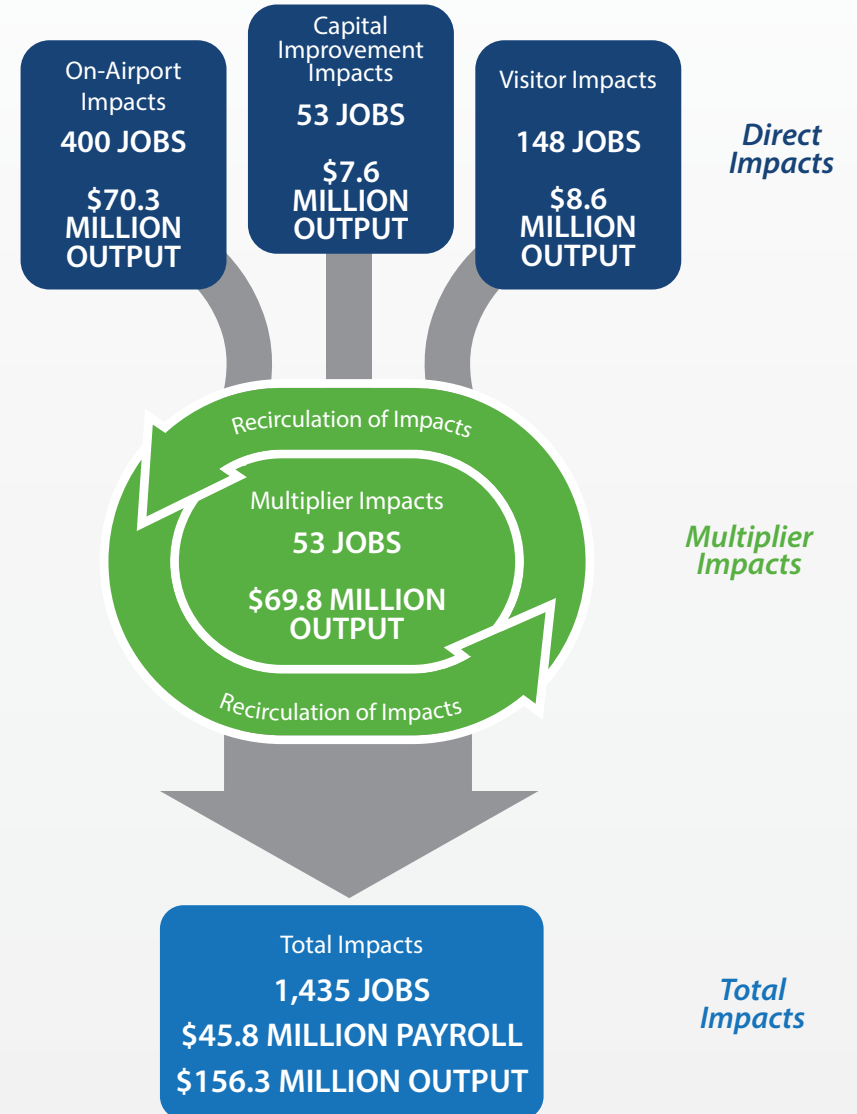 On-Airport
Impacts
400 JOBS
$70.3
MILLION
OUTPUT
Capital
Improvement
Impacts
53 JOBS
$7.6
MILLION
OUTPUT
Visitor Impacts
148 JOBS
$8.6
MILLION
OUTPUT
Direct
Impacts
Recirculation of Impacts
Multiplier Impacts
53 JOBS
$69.8 MILLION
OUTPUT
Recirculation of Impacts
Multiplier
Impacts
Total Impacts
1,435 JOBS
$45.8 MILLION PAYROLL
$156.3 MILLION OUTPUT
Total
Impacts